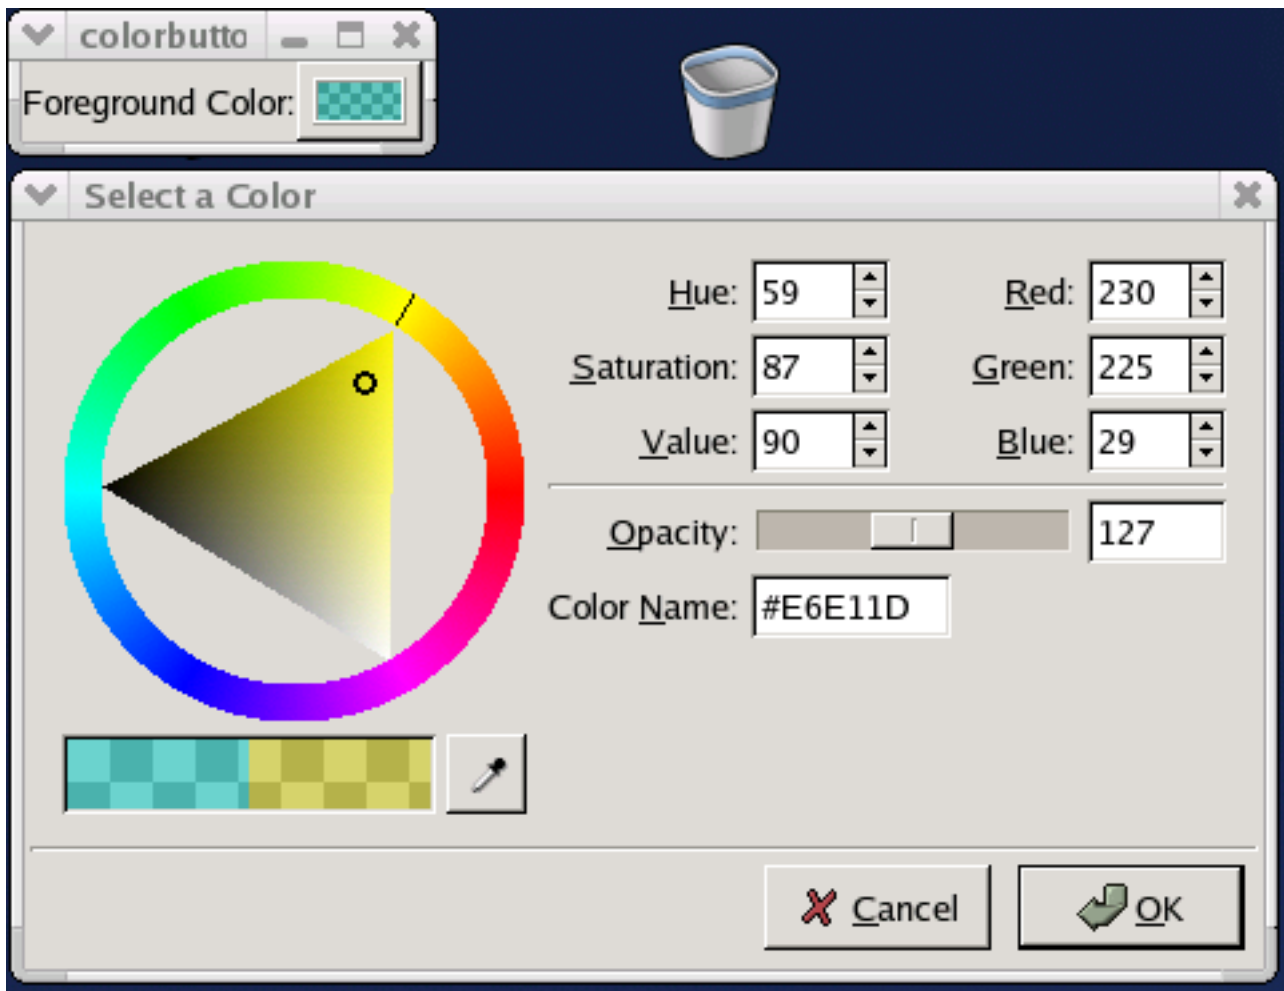 colorbutto
Foreground Color:
Select a Color
Hue: 59 Red: 230
Saturation: 87 Green: 225
Value: 90 Blue: 29
Opacity: 127
Color Name: #E6E11D
Cancel OK